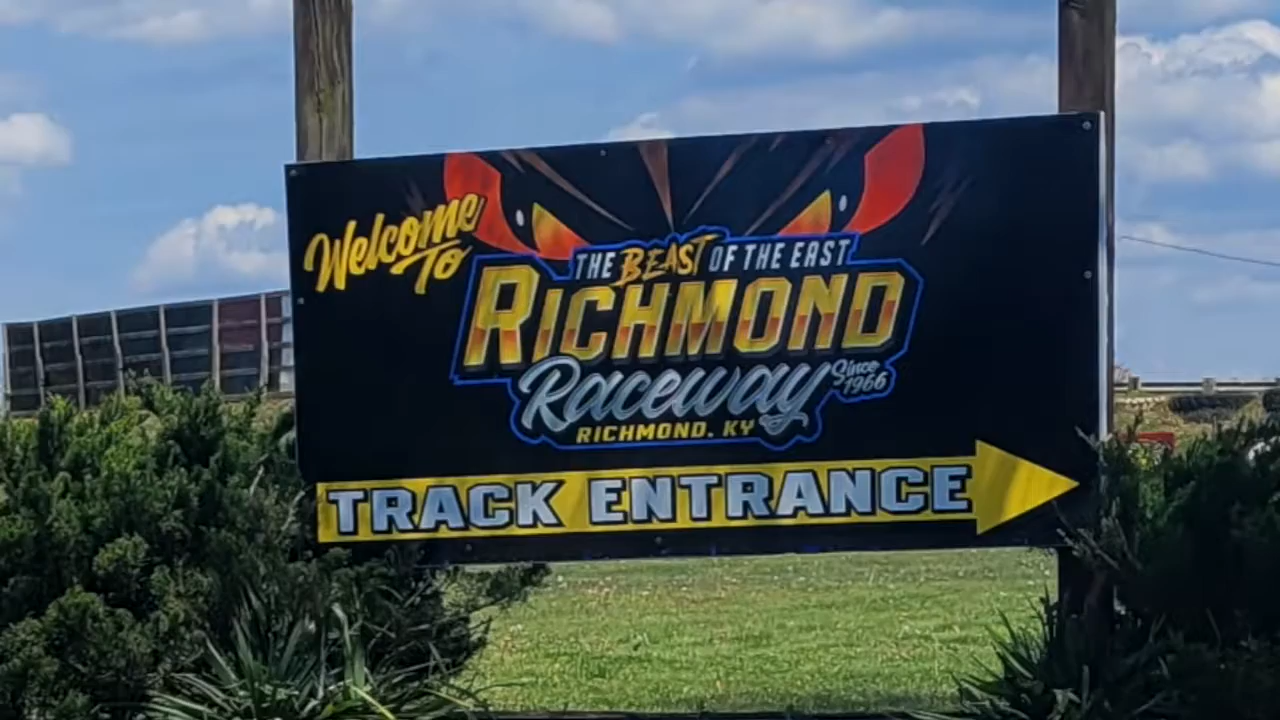 Welcome
To
THE BEAST OF THE EAST
RICHMOND
Raceway
Since
1966
RICHMOND. KY
TRACK ENTRANCE